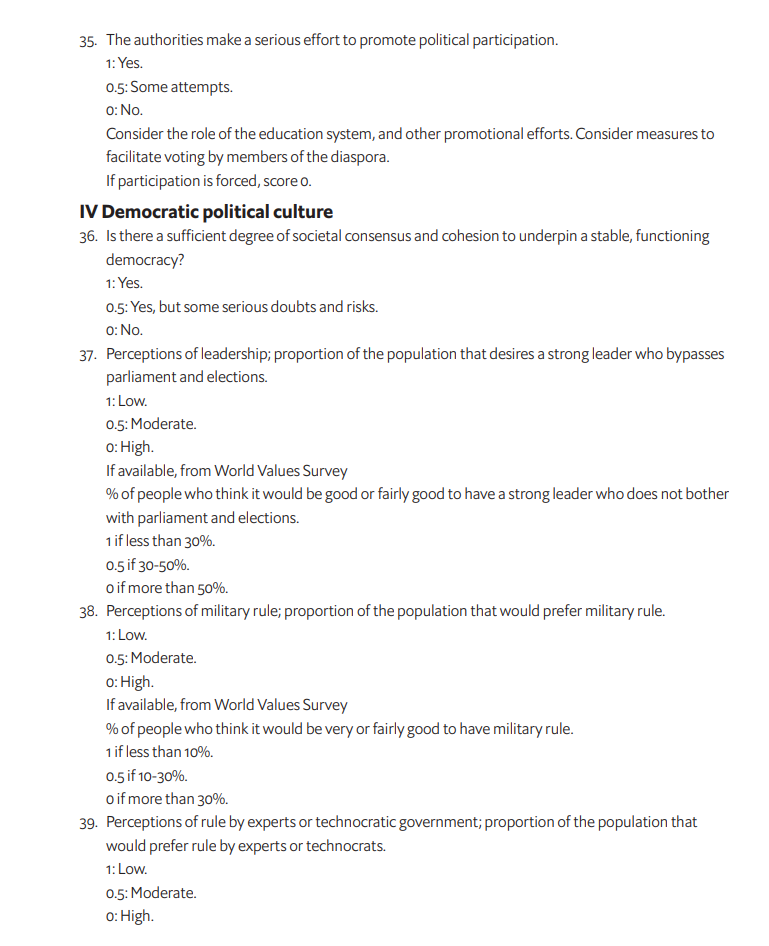 35. The authorities make a serious effort to promote political participation.
1: Yes.
0.5: Some attempts.
0: No.
Consider the role of the education system, and other promotional efforts. Consider measures to
facilitate voting by members of the diaspora.
If participation is forced, score 0.
IV Democratic political culture
36. Is there a sufficient degree of societal consensus and cohesion to underpin a stable, functioning
democracy?
1: Yes.
0.5: Yes, but some serious doubts and risks.
0: No.
37. Perceptions of leadership; proportion of the population that desires a strong leader who bypasses
parliament and elections.
1: Low.
0.5: Moderate.
0: High.
If available, from World Values Survey
% of people who think it would be good or fairly good to have a strong leader who does not bother
with parliament and elections.
1 if less than 30%.
0.5 if 30-50%.
0 if more than 50%.
38. Perceptions of military rule; proportion of the population that would prefer military rule.
1: Low.
0.5: Moderate.
0: High.
If available, from World Values Survey
% of people who think it would be very or fairly good to have military rule.
1 if less than 10%.
0.5 if 10-30%.
0 if more than 30%.
39. Perceptions of rule by experts or technocratic government; proportion of the population that
would prefer rule by experts or technocrats.
1: Low.
0.5: Moderate.
0: High.